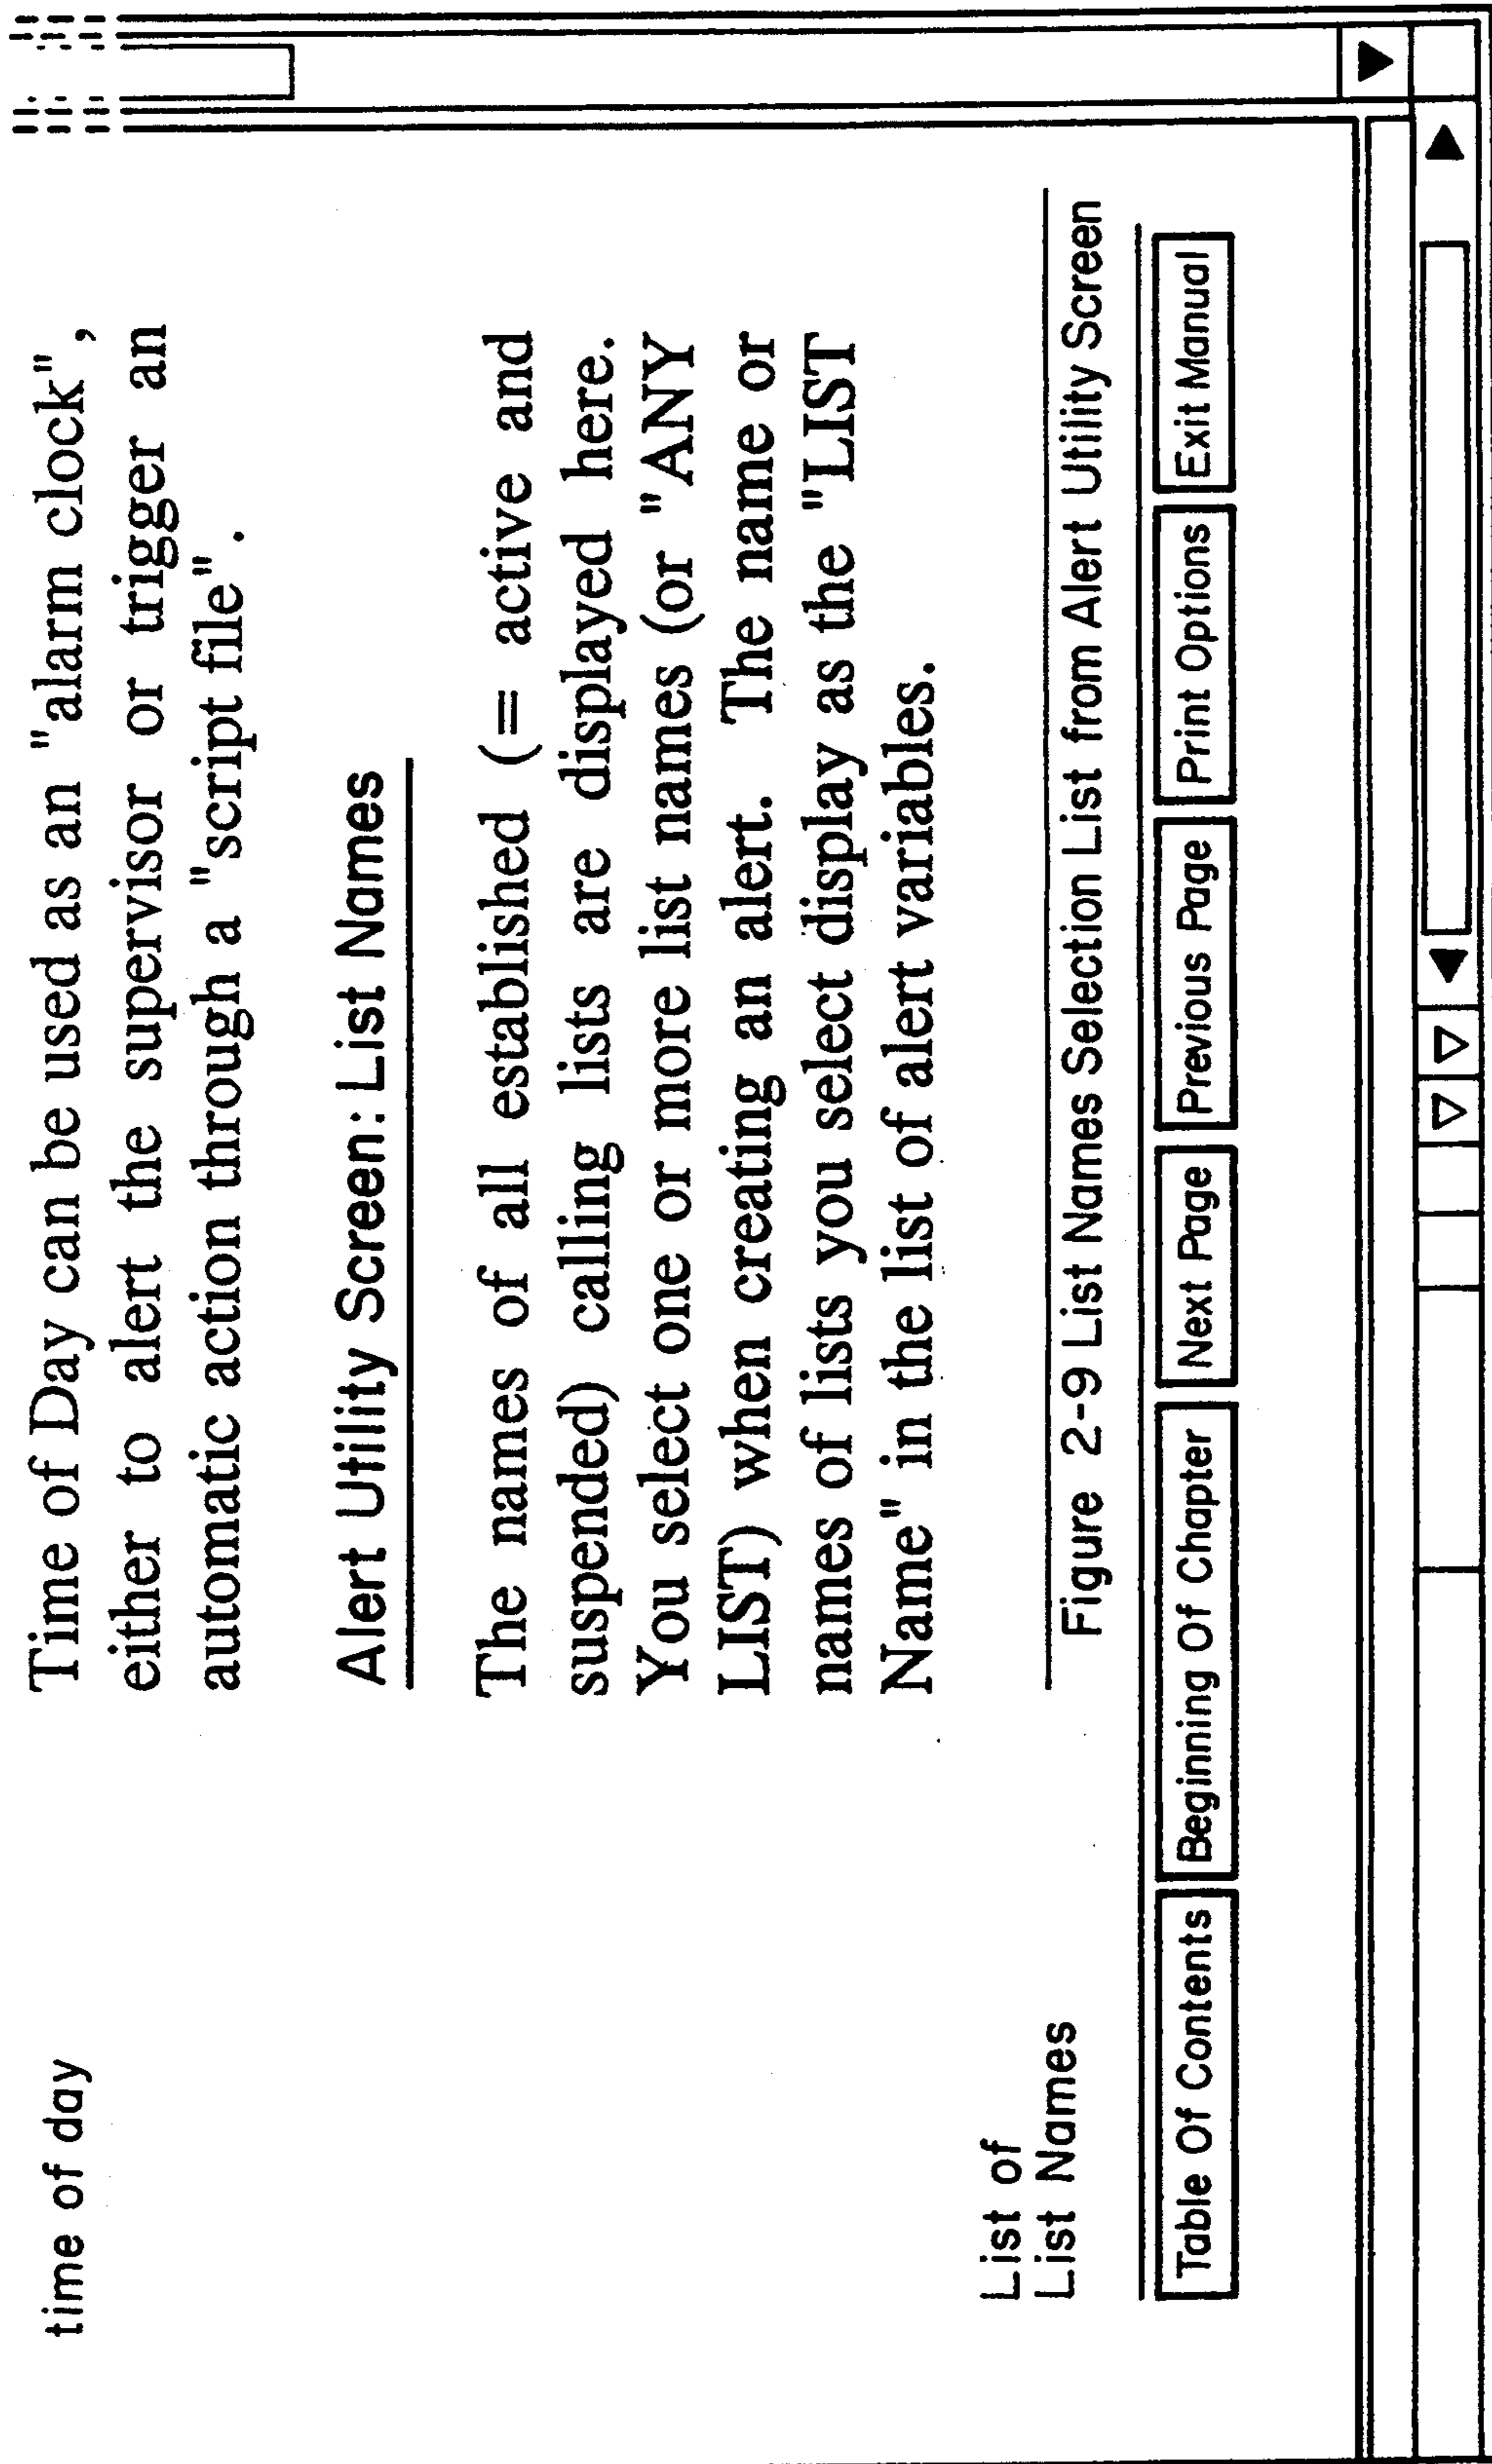 time of day
Time of Day can be used as an "alarm clock",
either to alert the supervisor or trigger an
automatic action through a "script file".
Alert Utility Screen: List Names
The names of all established (= active and
suspended) calling lists are displayed here.
You select one or more list names (or "ANY
LIST) when creating an alert. The name or
names of lists you select display as the "LIST
Name" in the list of alert variables.
List of
List Names
Figure 2-9 List Names Selection List from Alert Utility Screen
Table Of Contents Beginning Of Chapter Next Page Previous Page Print Options Exit Manual